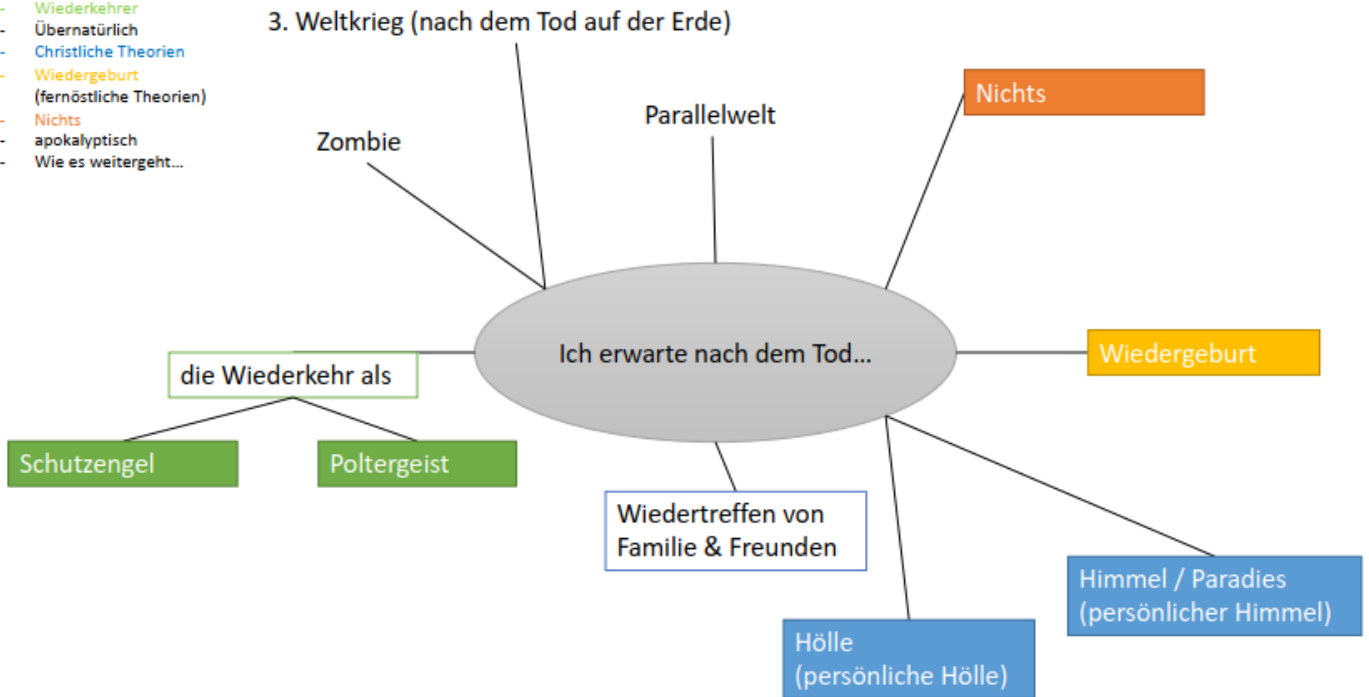 - Wiederkehrer
- Übernatürlich
- Christliche Theorien
- Wiedergeburt
(fernöstliche Theorien)
- Nichts
- apokalyptisch
- Wie es weitergeht...
3. Weltkrieg (nach dem Tod auf der Erde)
Zombie
Parallelwelt
Nichts
Ich erwarte nach dem Tod...
Wiedergeburt
die Wiederkehr als
Schutzengel
Poltergeist
Wiedertreffen von
Familie & Freunden
Himmel / Paradies
(persönlicher Himmel)
Hölle
(persönliche Hölle)